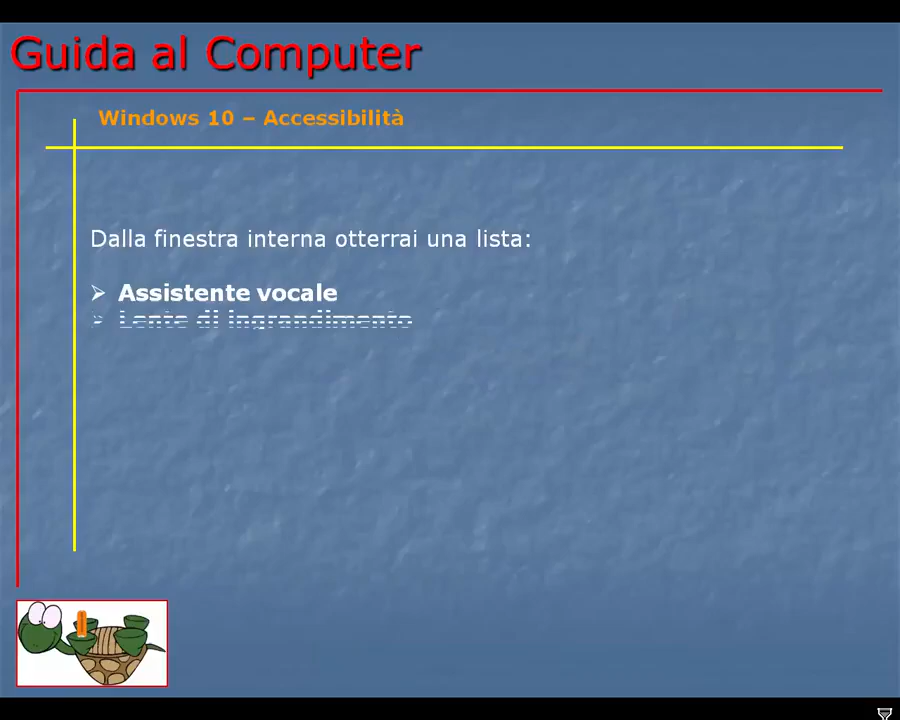 Guida al Computer
Windows 10 – Accessibilità
Dalla finestra interna otterrai una lista:
Assistente vocale
Lente di ingrandimento